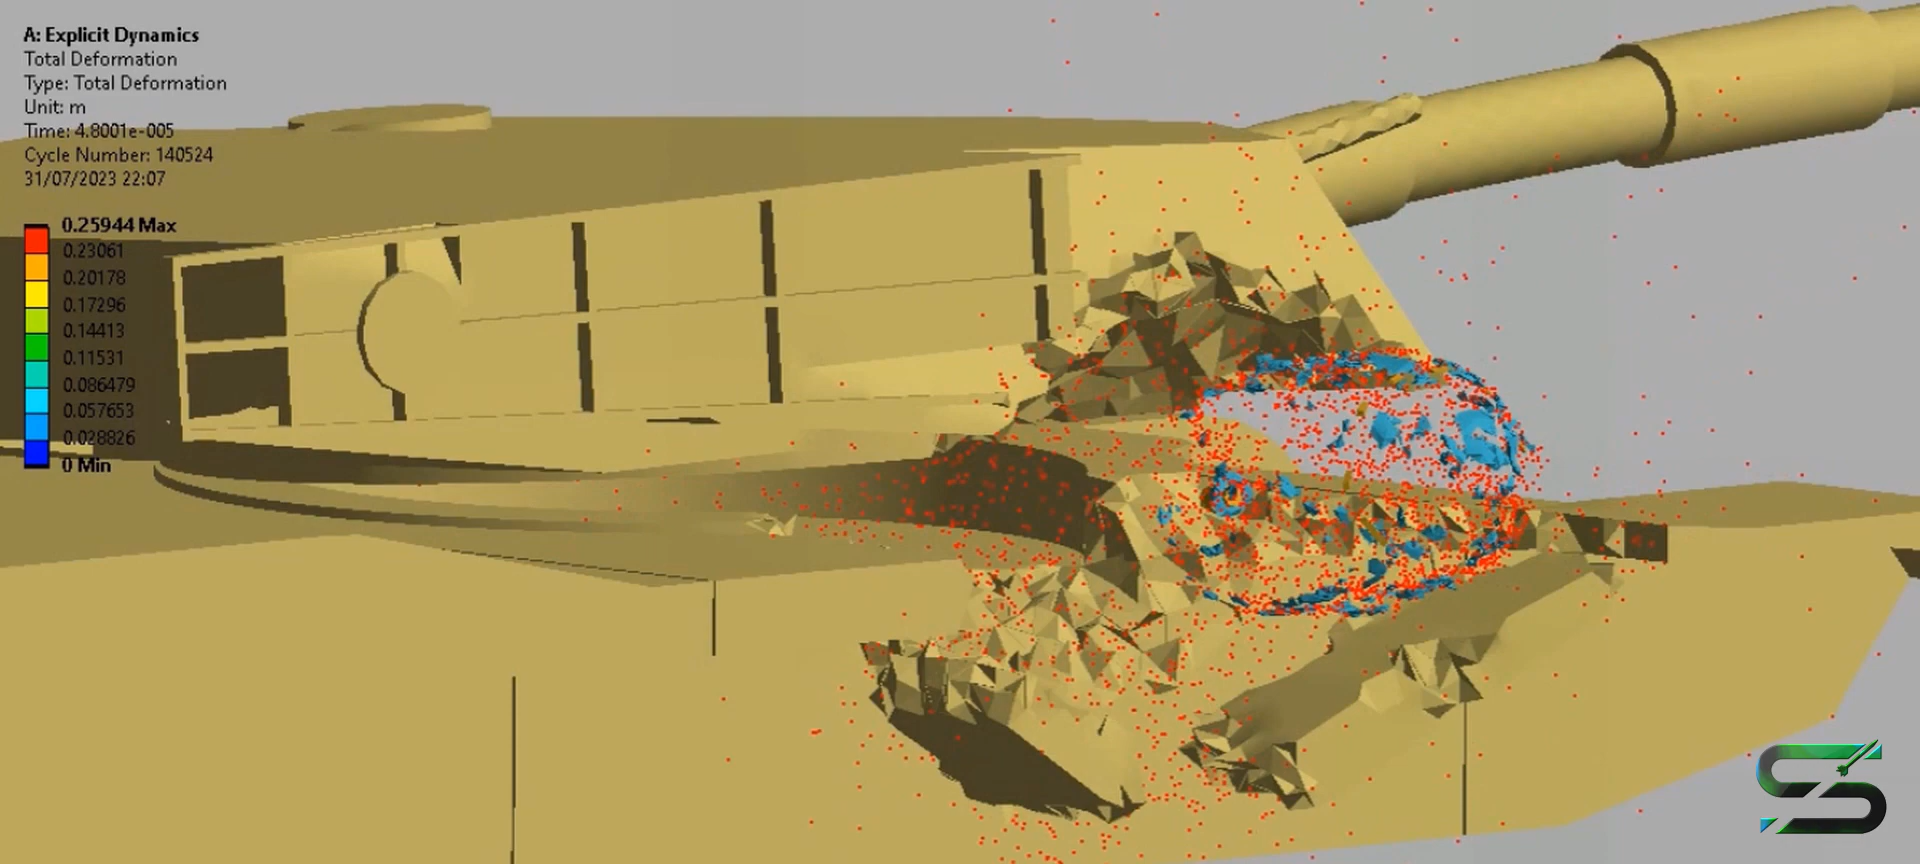 A: Explicit Dynamics
Total Deformation
Type: Total Deformation
Unit: m
Time: 4.8001e-005
Cycle Number: 140524
31/07/2023 22:07
0.25944 Max
0.23061
0.20178
0.17296
0.14413
0.11531
0.086479
0.057653
0.028826
0 Min